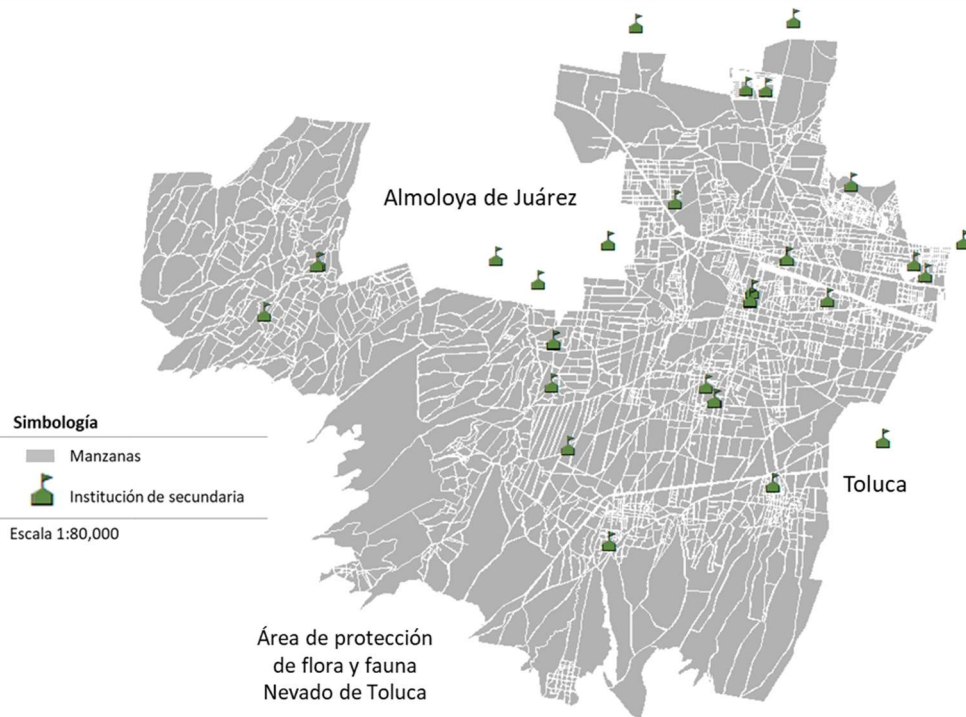 Almoloya de Juárez
Simbología
Manzanas
Institución de secundaria
Escala 1:80,000
Toluca
Área de protección
de flora y fauna
Nevado de Toluca